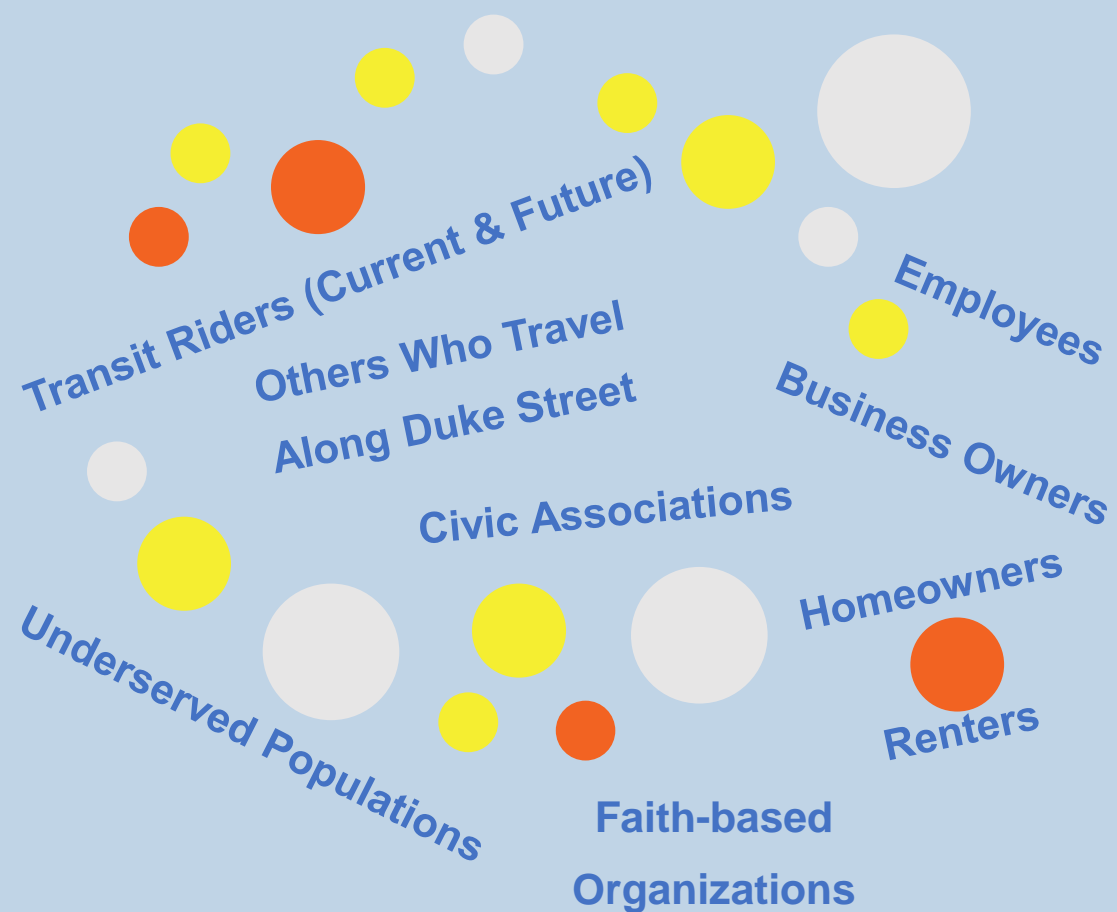 Transit Riders (Current & Future)
Others Who Travel
Along Duke Street
Employees
Business Owners
Civic Associations
Homeowners
Renters
Underserved Populations
Faith-based
Organizations